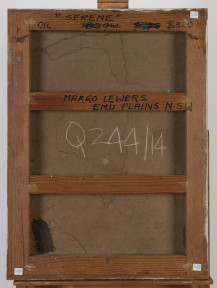 "SERENE"
OIL
MARGO LEWERS
EMU PLAINS N.S.W
Q244/14